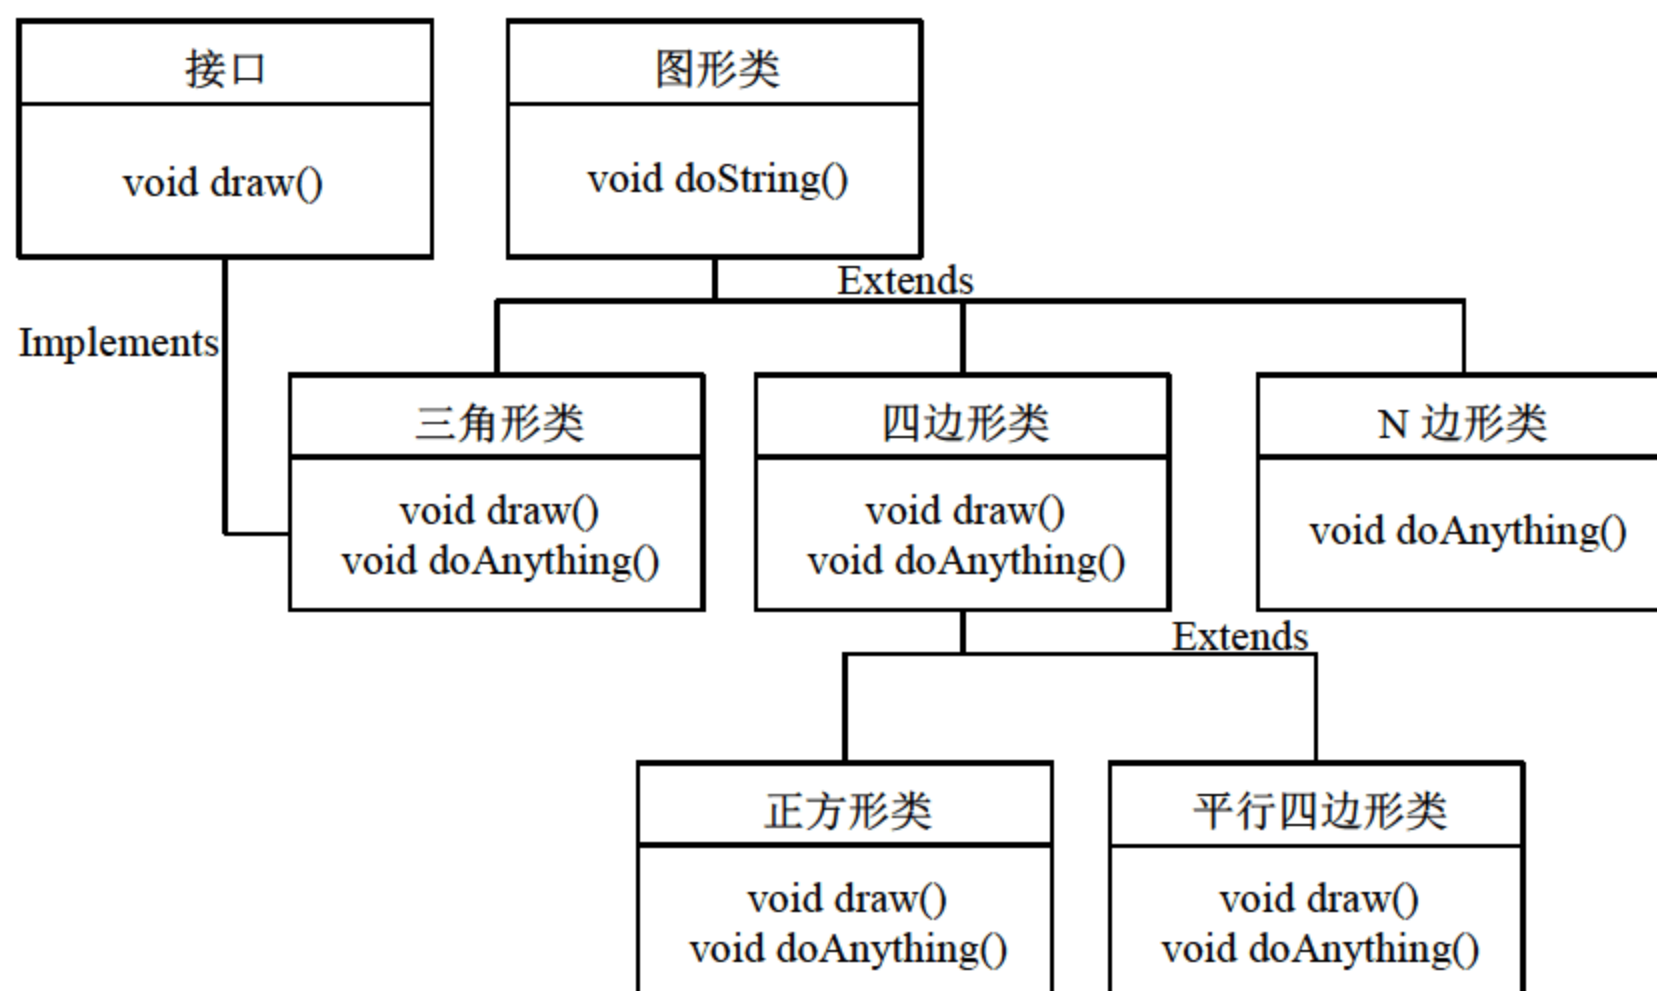 接口
void draw()
图形类
void doString()
Implements
Extends
三角形类
void draw()
void doAnything()
四边形类
void draw()
void doAnything()
N 边形类
void doAnything()
Extends
正方形类
void draw()
void doAnything()
平行四边形类
void draw()
void doAnything()